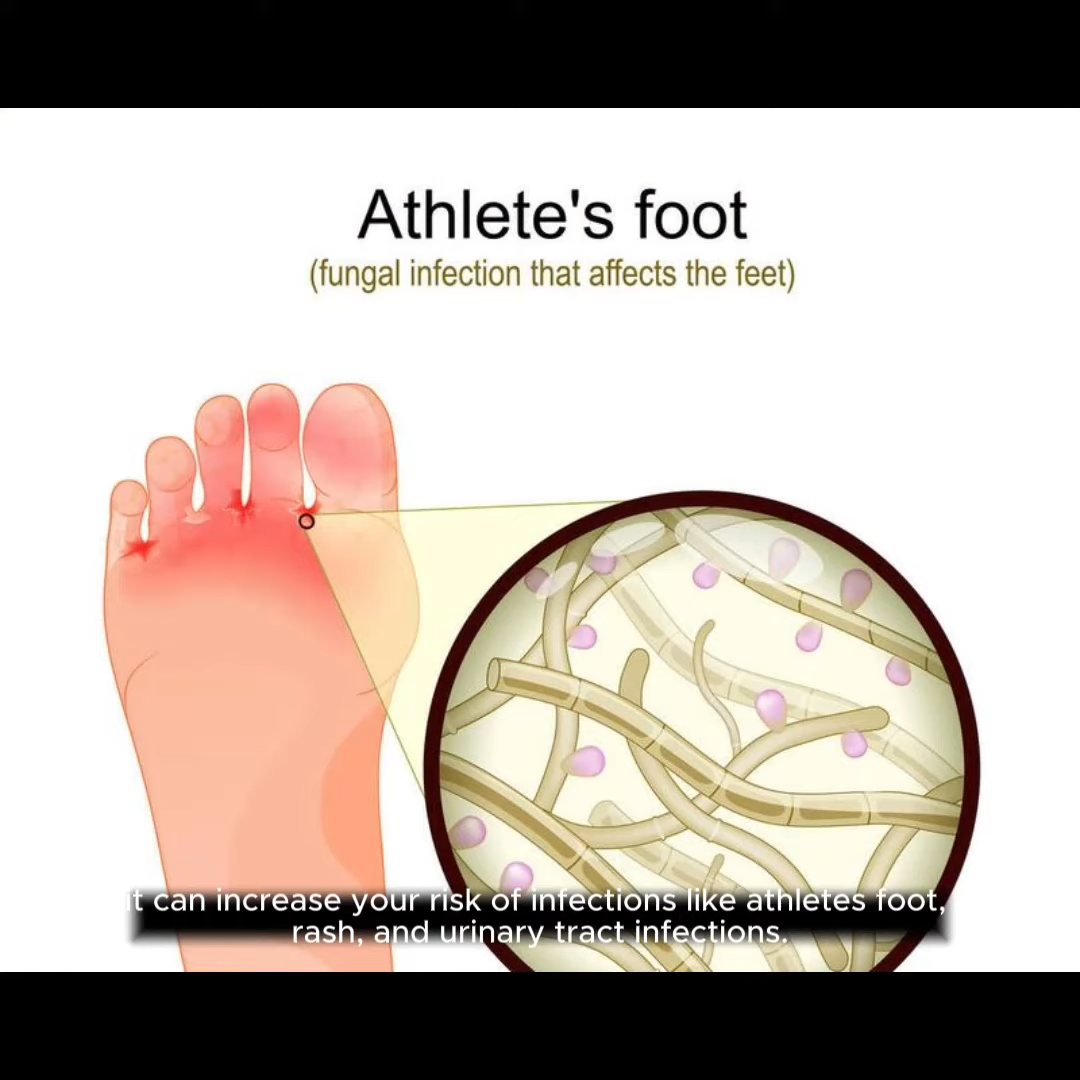 Athlete's foot
(fungal infection that affects the feet)
It can increase your risk of infections like athletes foot,
rash, and urinary tract infections.